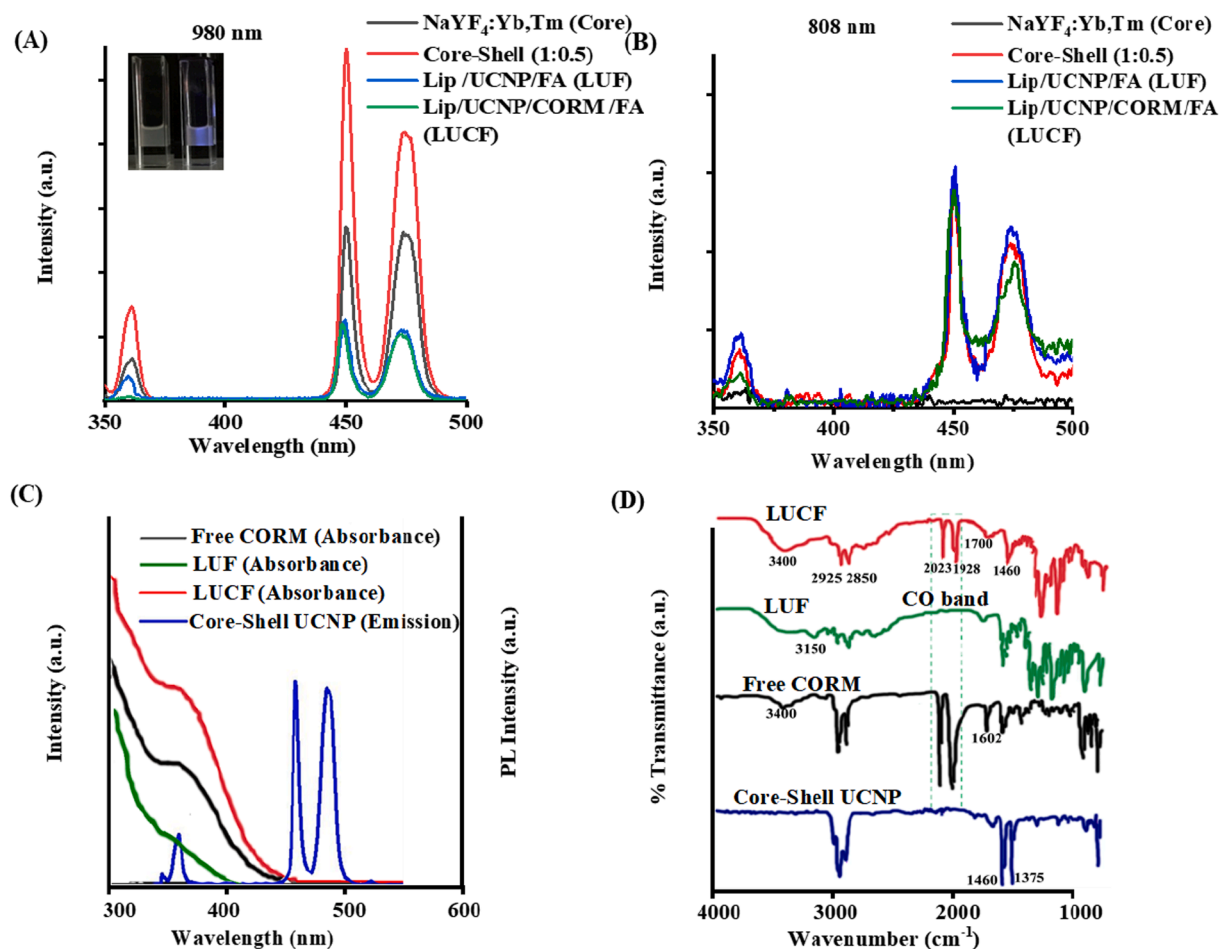 (A)
980 nm
NaYF4:Yb,Tm (Core)
Core-Shell (1:0.5)
Lip /UCNP/FA (LUF)
Lip/UCNP/CORM /FA
(LUCF)
Intensity (a.u.)
350
400
450
500
Wavelength (nm)
(B)
808 nm
NaYF4:Yb,Tm (Core)
Core-Shell (1:0.5)
Lip /UCNP/FA (LUF)
Lip/UCNP/CORM /FA
(LUCF)
Intensity (a.u.)
350
400
450
500
Wavelength (nm)
(C)
Free CORM (Absorbance)
LUF (Absorbance)
LUCF (Absorbance)
Core-Shell UCNP (Emission)
Intensity (a.u.)
PL Intensity (a.u.)
300
400
500
600
Wavelength (nm)
(D)
LUCF
3400
2925
2850
2023
1928
1700
1460
LUF
CO band
3150
Free CORM
3400
1602
Core-Shell UCNP
1460
1375
% Transmittance (a.u.)
4000
3000
2000
1000
Wavenumber (cm-1)